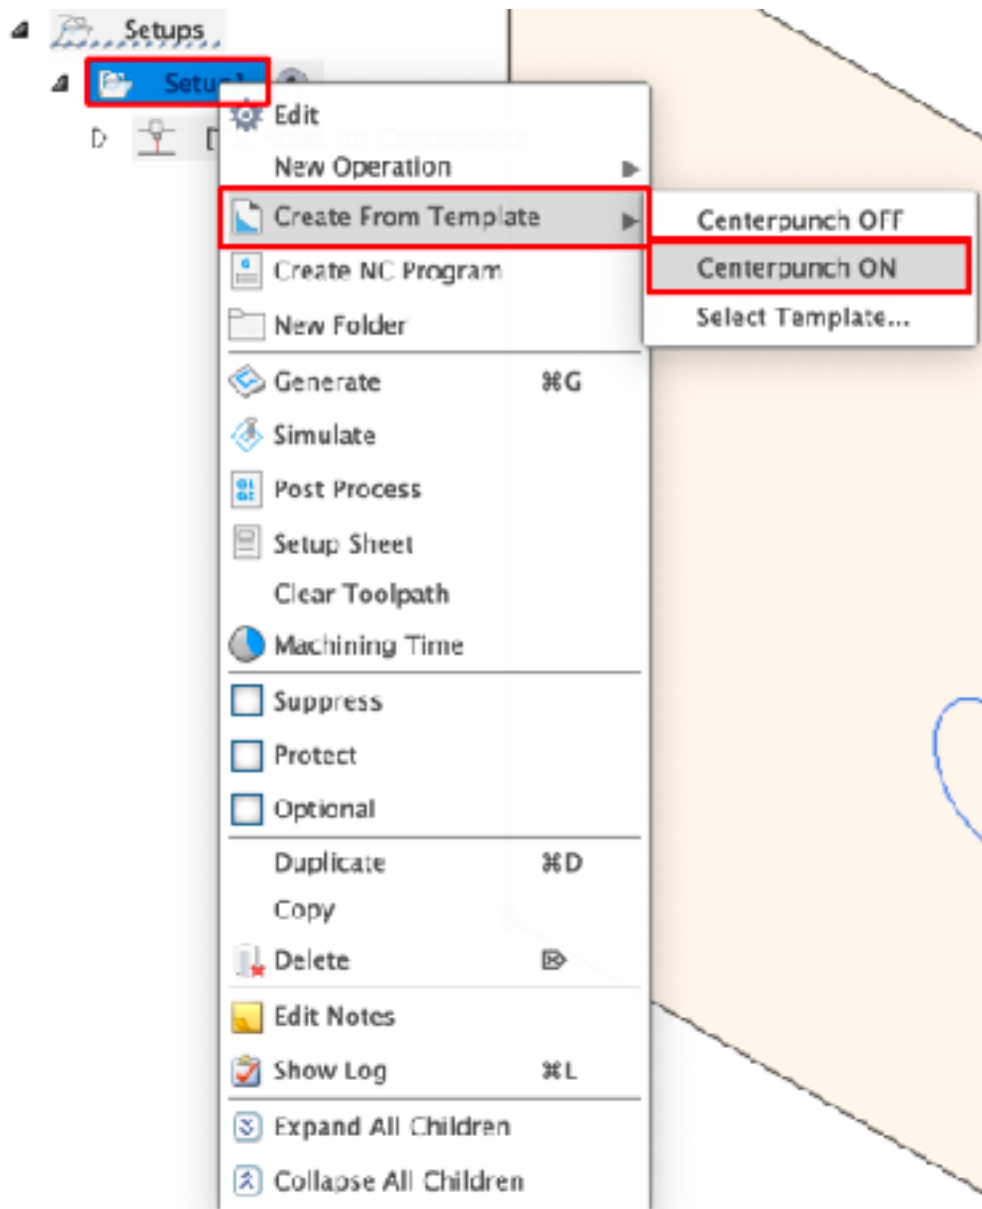 Setups
Setup1
Edit
New Operation
Create From Template
Centerpunch OFF
Centerpunch ON
Select Template...
Create NC Program
New Folder
Generate ⌘G
Simulate
Post Process
Setup Sheet
Clear Toolpath
Machining Time
Suppress
Protect
Optional
Duplicate ⌘D
Copy
Delete ⌦
Edit Notes
Show Log ⌘L
Expand All Children
Collapse All Children